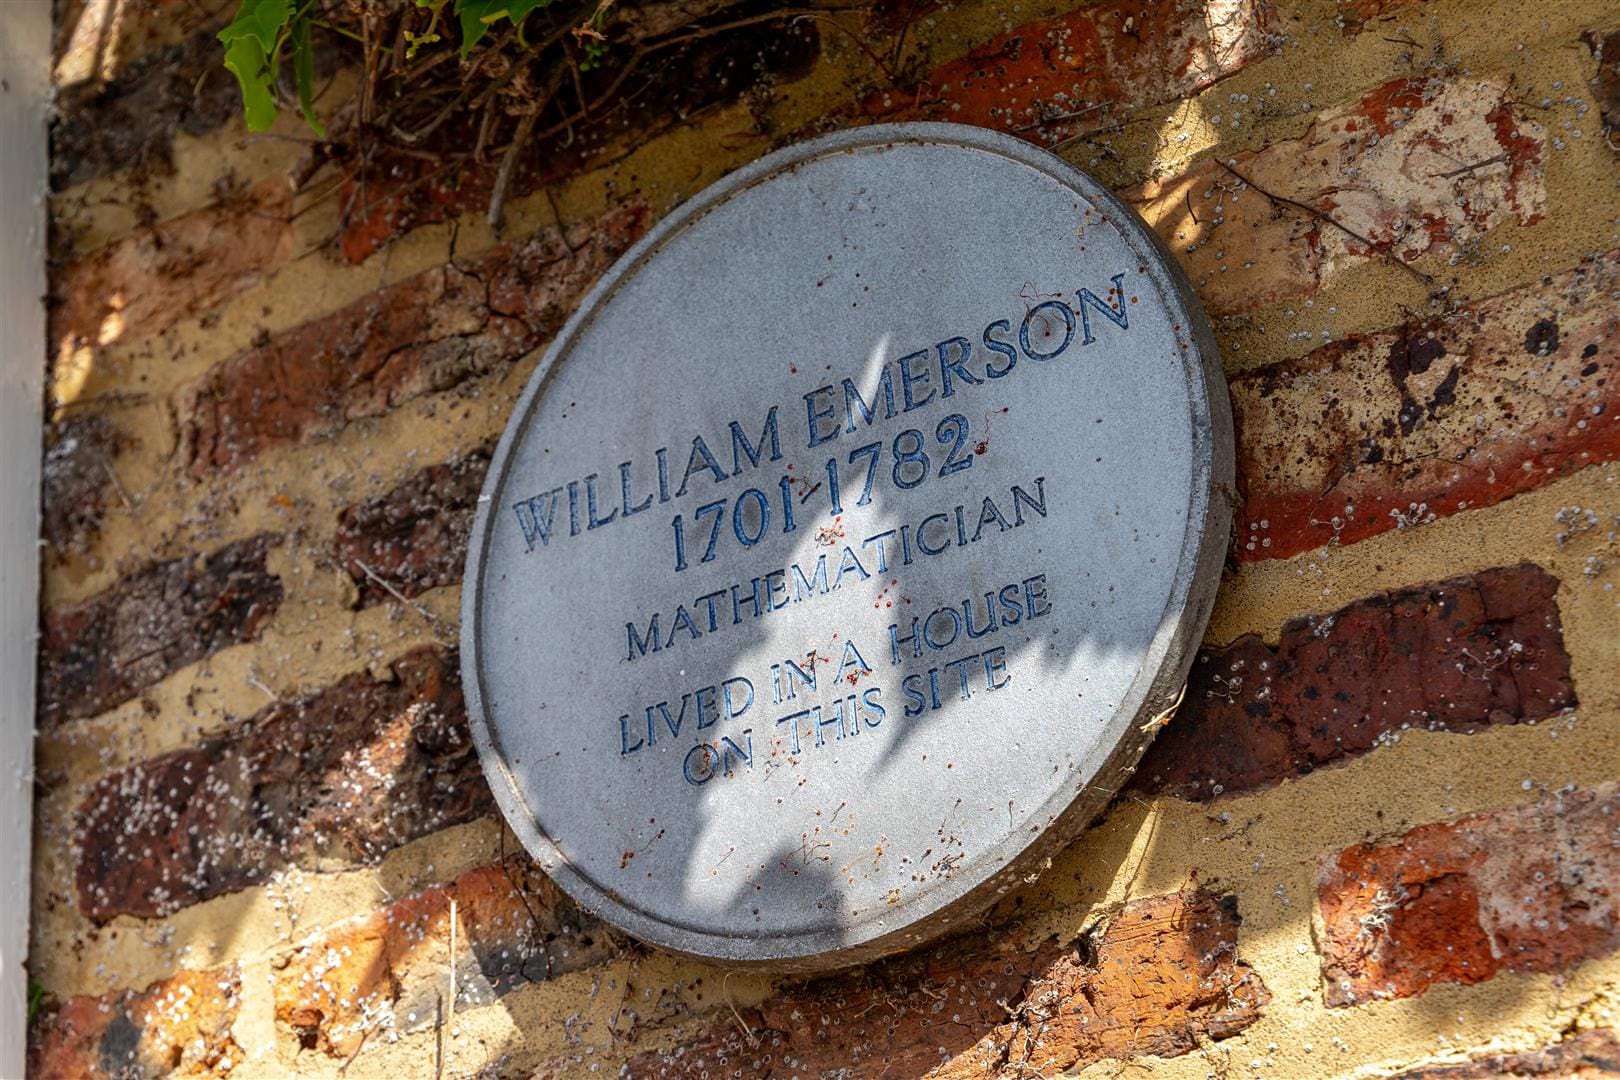 WILLIAM EMERSON
1701-1782
MATHEMATICIAN
LIVED IN A HOUSE
ON THIS SITE